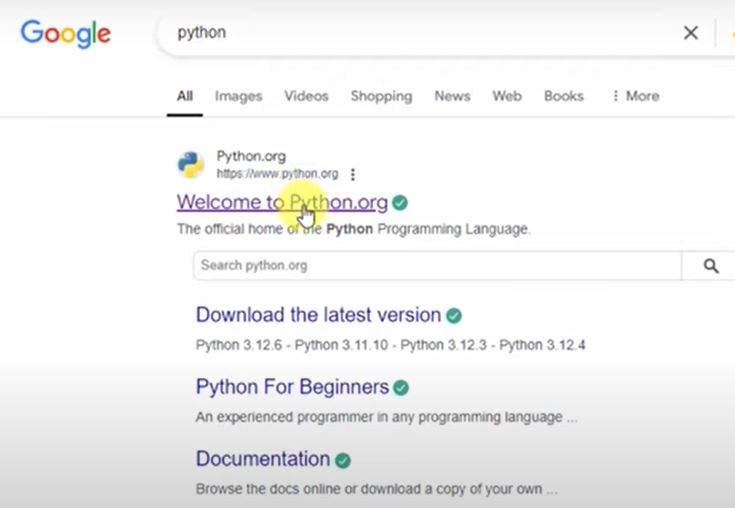 Google
python
All Images Videos Shopping News Web Books More
Python.org
https://www.python.org
Welcome to Python.org
The official home of the Python Programming Language.
Search python.org
Download the latest version
Python 3.12.6 - Python 3.11.10 - Python 3.12.3 - Python 3.12.4
Python For Beginners
An experienced programmer in any programming language ...
Documentation
Browse the docs online or download a copy of your own ...